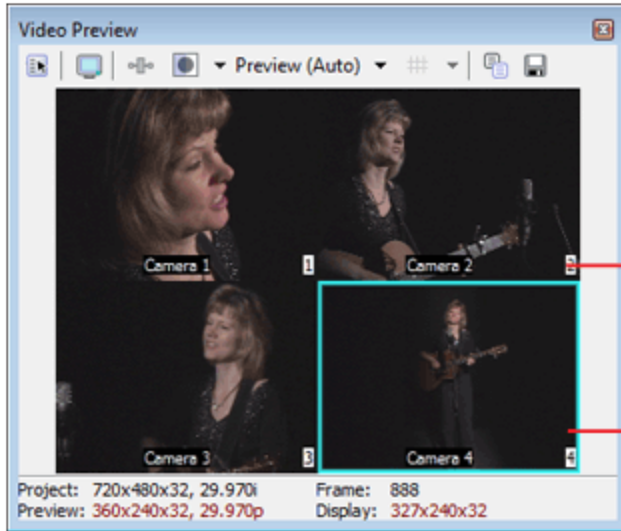 Video Preview
Preview (Auto)
Camera 1 1
Camera 2 2
Camera 3 3
Camera 4 4
Project: 720x480x32, 29.970i Frame: 888
Preview: 360x240x32, 29.970p Display: 327x240x32